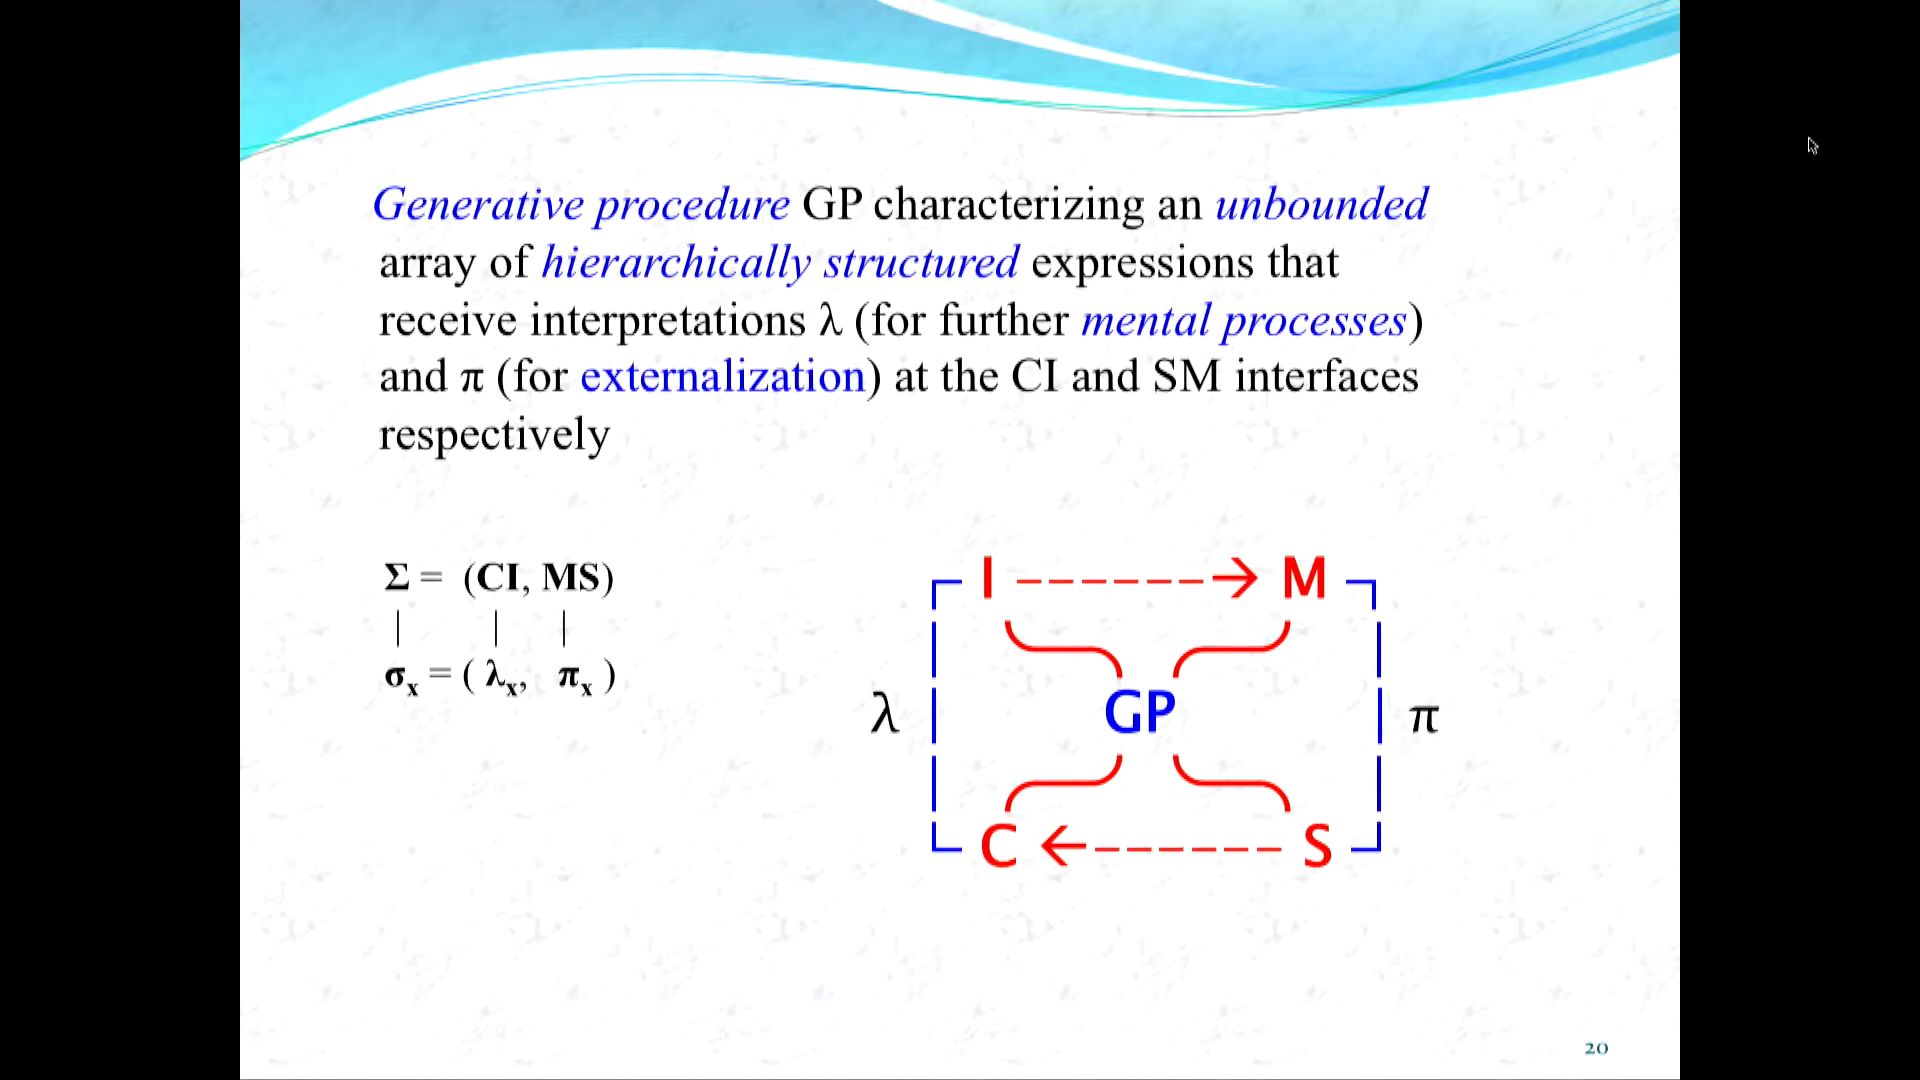 Generative procedure GP characterizing an unbounded
array of hierarchically structured expressions that
receive interpretations λ (for further mental processes)
and π (for externalization) at the CI and SM interfaces
respectively
Σ = (CI, MS)
| | |
σx = ( λx, πx )
I ------→ M
λ GP π
C ←------ S
20